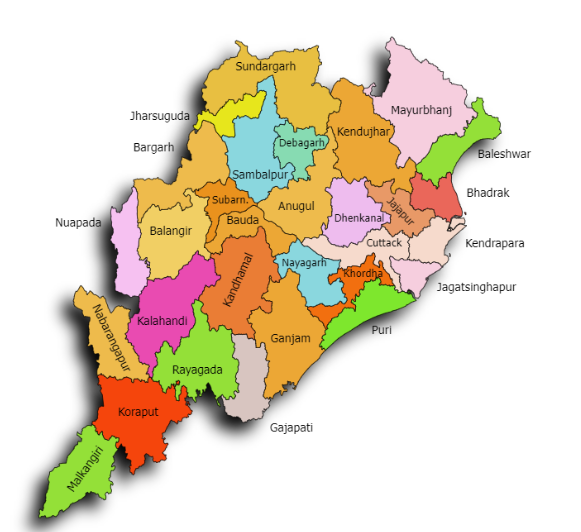 Sundargarh
Mayurbhanj
Jharsuguda
Kendujhar
Debagarh
Bargarh
Baleshwar
Sambalpur
Bhadrak
Subarn.
Anugul
Jajapur
Dhenkanal
Bauda
Nuapada
Balangir
Cuttack
Kendrapara
Nayagarh
Khordha
Kandhamal
Jagatsinghapur
Kalahandi
Puri
Nabarangapur
Ganjam
Rayagada
Koraput
Gajapati
Malkangiri